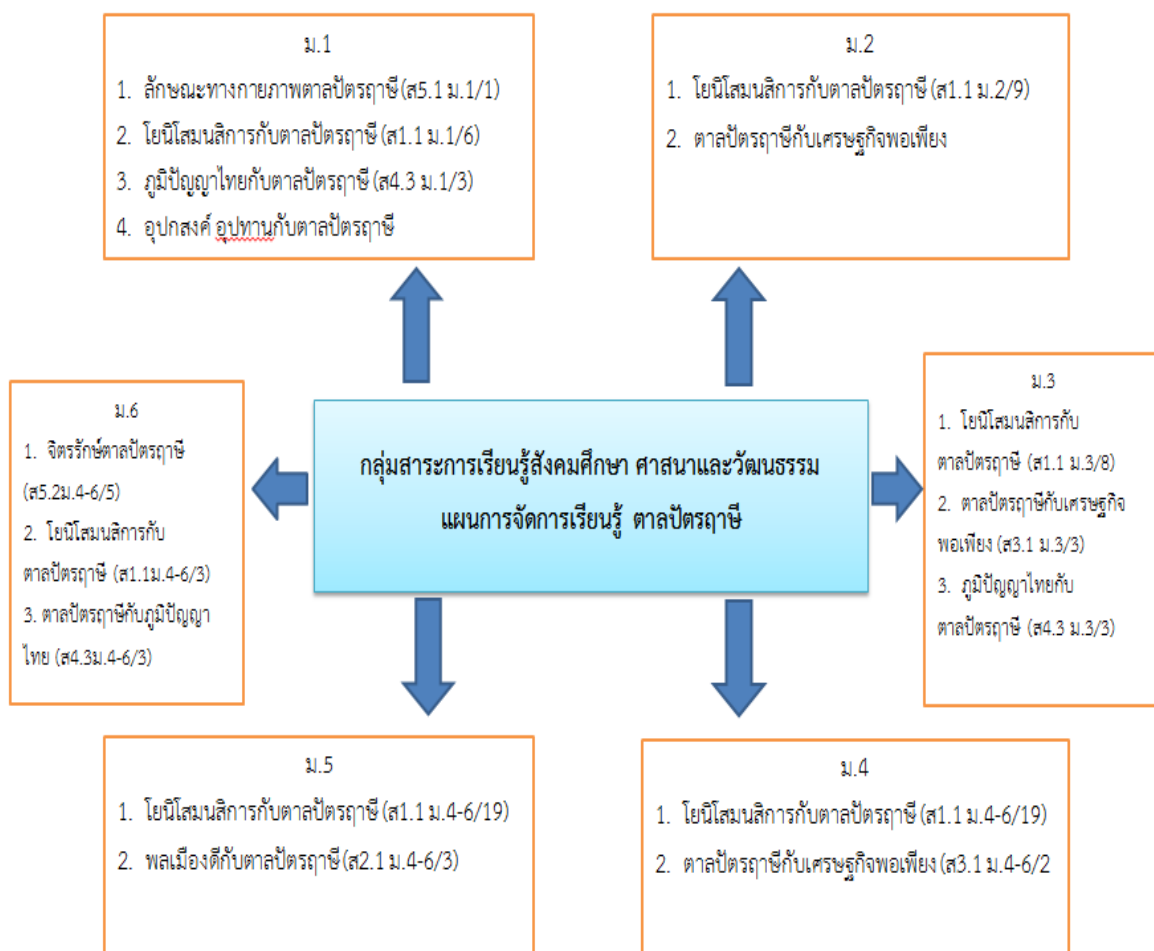 ม.1
1. ลักษณะทางกายภาพตาลปัตรฤาษี (ส5.1 ม.1/1)
2. โยนิโสมนสิการกับตาลปัตรฤาษี (ส1.1 ม.1/6)
3. ภูมิปัญญาไทยกับตาลปัตรฤาษี (ส4.3 ม.1/3)
4. อุปกสงค์ อุปทานกับตาลปัตรฤาษี
ม.2
1. โยนิโสมนสิการกับตาลปัตรฤาษี (ส1.1 ม.2/9)
2. ตาลปัตรฤาษีกับเศรษฐกิจพอเพียง
ม.6
1. จิตรรักษ์ตาลปัตรฤาษี
(ส5.2ม.4-6/5)
2. โยนิโสมนสิการกับ
ตาลปัตรฤาษี (ส1.1ม.4-6/3)
3. ตาลปัตรฤาษีกับภูมิปัญญา
ไทย (ส4.3ม.4-6/3)
กลุ่มสาระการเรียนรู้สังคมศึกษา ศาสนาและวัฒนธรรม
แผนการจัดการเรียนรู้ ตาลปัตรฤาษี
ม.3
1. โยนิโสมนสิการกับ
ตาลปัตรฤาษี (ส1.1 ม.3/8)
2. ตาลปัตรฤาษีกับเศรษฐกิจ
พอเพียง (ส3.1 ม.3/3)
3. ภูมิปัญญาไทยกับ
ตาลปัตรฤาษี (ส4.3 ม.3/3)
ม.5
1. โยนิโสมนสิการกับตาลปัตรฤาษี (ส1.1 ม.4-6/19)
2. พลเมืองดีกับตาลปัตรฤาษี (ส2.1 ม.4-6/3)
ม.4
1. โยนิโสมนสิการกับตาลปัตรฤาษี (ส1.1 ม.4-6/19)
2. ตาลปัตรฤาษีกับเศรษฐกิจพอเพียง (ส3.1 ม.4-6/2